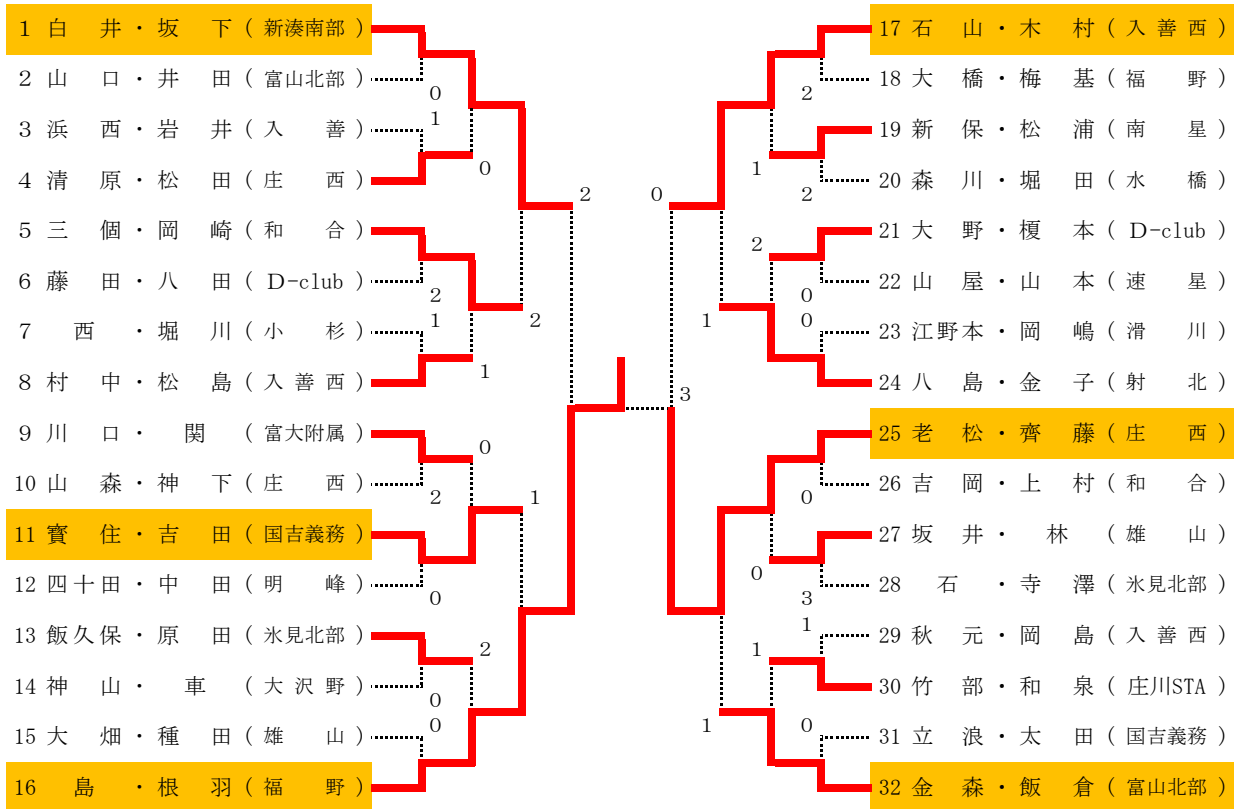 1 白 井・坂 下（新湊南部）
2 山 口・井 田（富山北部）
0
3 浜 西・岩 井（入 善）
1
4 清 原・松 田（庄 西）
0
2
5 三 個・岡 崎（和 合）
6 藤 田・八 田（D-club）
2
7 西 ・堀 川（小 杉）
1
2
8 村 中・松 島（入 善 西）
1
9 川 口・ 関 （富大附属）
0
10 山 森・神 下（庄 西）
2
1
11 寳 住・吉 田（国吉義務）
12 四十田・中 田（明 峰）
0
13 飯久保・原 田（氷見北部）
2
14 神 山・ 車 （大 沢 野）
0
15 大 畑・種 田（雄 山）
0
16 島 ・根 羽（福 野）
17 石 山・木 村（入 善 西）
18 大 橋・梅 基（福 野）
2
19 新 保・松 浦（南 星）
1
20 森 川・堀 田（水 橋）
2
0
21 大 野・榎 本（D-club）
2
22 山 屋・山 本（速 星）
0
23 江野本・岡 嶋（滑 川）
0
1
24 八 島・金 子（射 北）
3
25 老 松・齊 藤（庄 西）
26 吉 岡・上 村（和 合）
0
27 坂 井・ 林 （雄 山）
0
28 石 ・寺 澤（氷見北部）
3
29 秋 元・岡 島（入 善 西）
1
1
30 竹 部・和 泉（庄川STA）
31 立 浪・太 田（国吉義務）
0
1
32 金 森・飯 倉（富山北部）